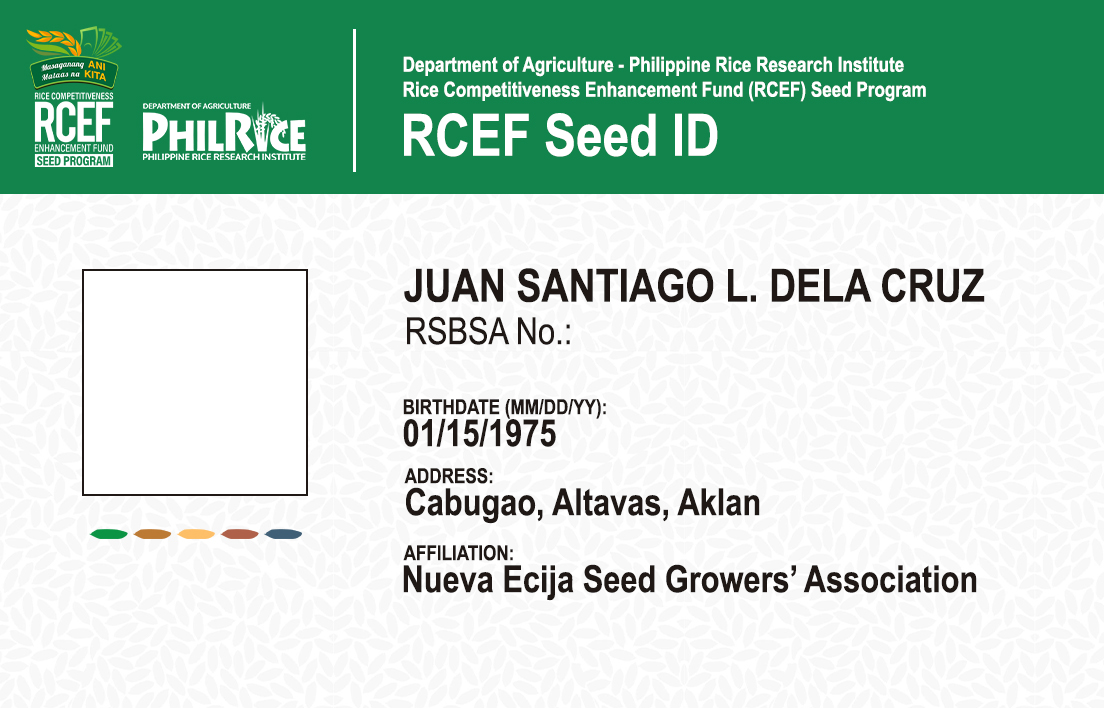 Masaganang ANI
Mataas na KITA
RICE COMPETITIVENESS
RCEF
ENHANCEMENT FUND
SEED PROGRAM
DEPARTMENT OF AGRICULTURE
PHILRICE
PHILIPPINE RICE RESEARCH INSTITUTE
Department of Agriculture - Philippine Rice Research Institute
Rice Competitiveness Enhancement Fund (RCEF) Seed Program
RCEF Seed ID
JUAN SANTIAGO L. DELA CRUZ
RSBSA No.:
BIRTHDATE (MM/DD/YY):
01/15/1975
ADDRESS:
Cabugao, Altavas, Aklan
AFFILIATION:
Nueva Ecija Seed Growers’ Association